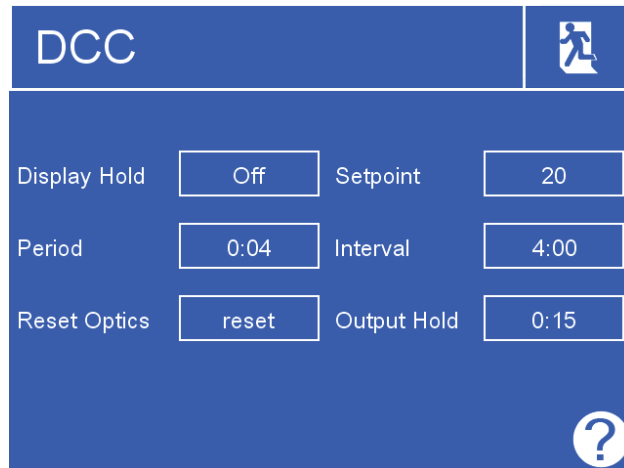 DCC
Display Hold Off Setpoint 20
Period 0:04 Interval 4:00
Reset Optics reset Output Hold 0:15
?